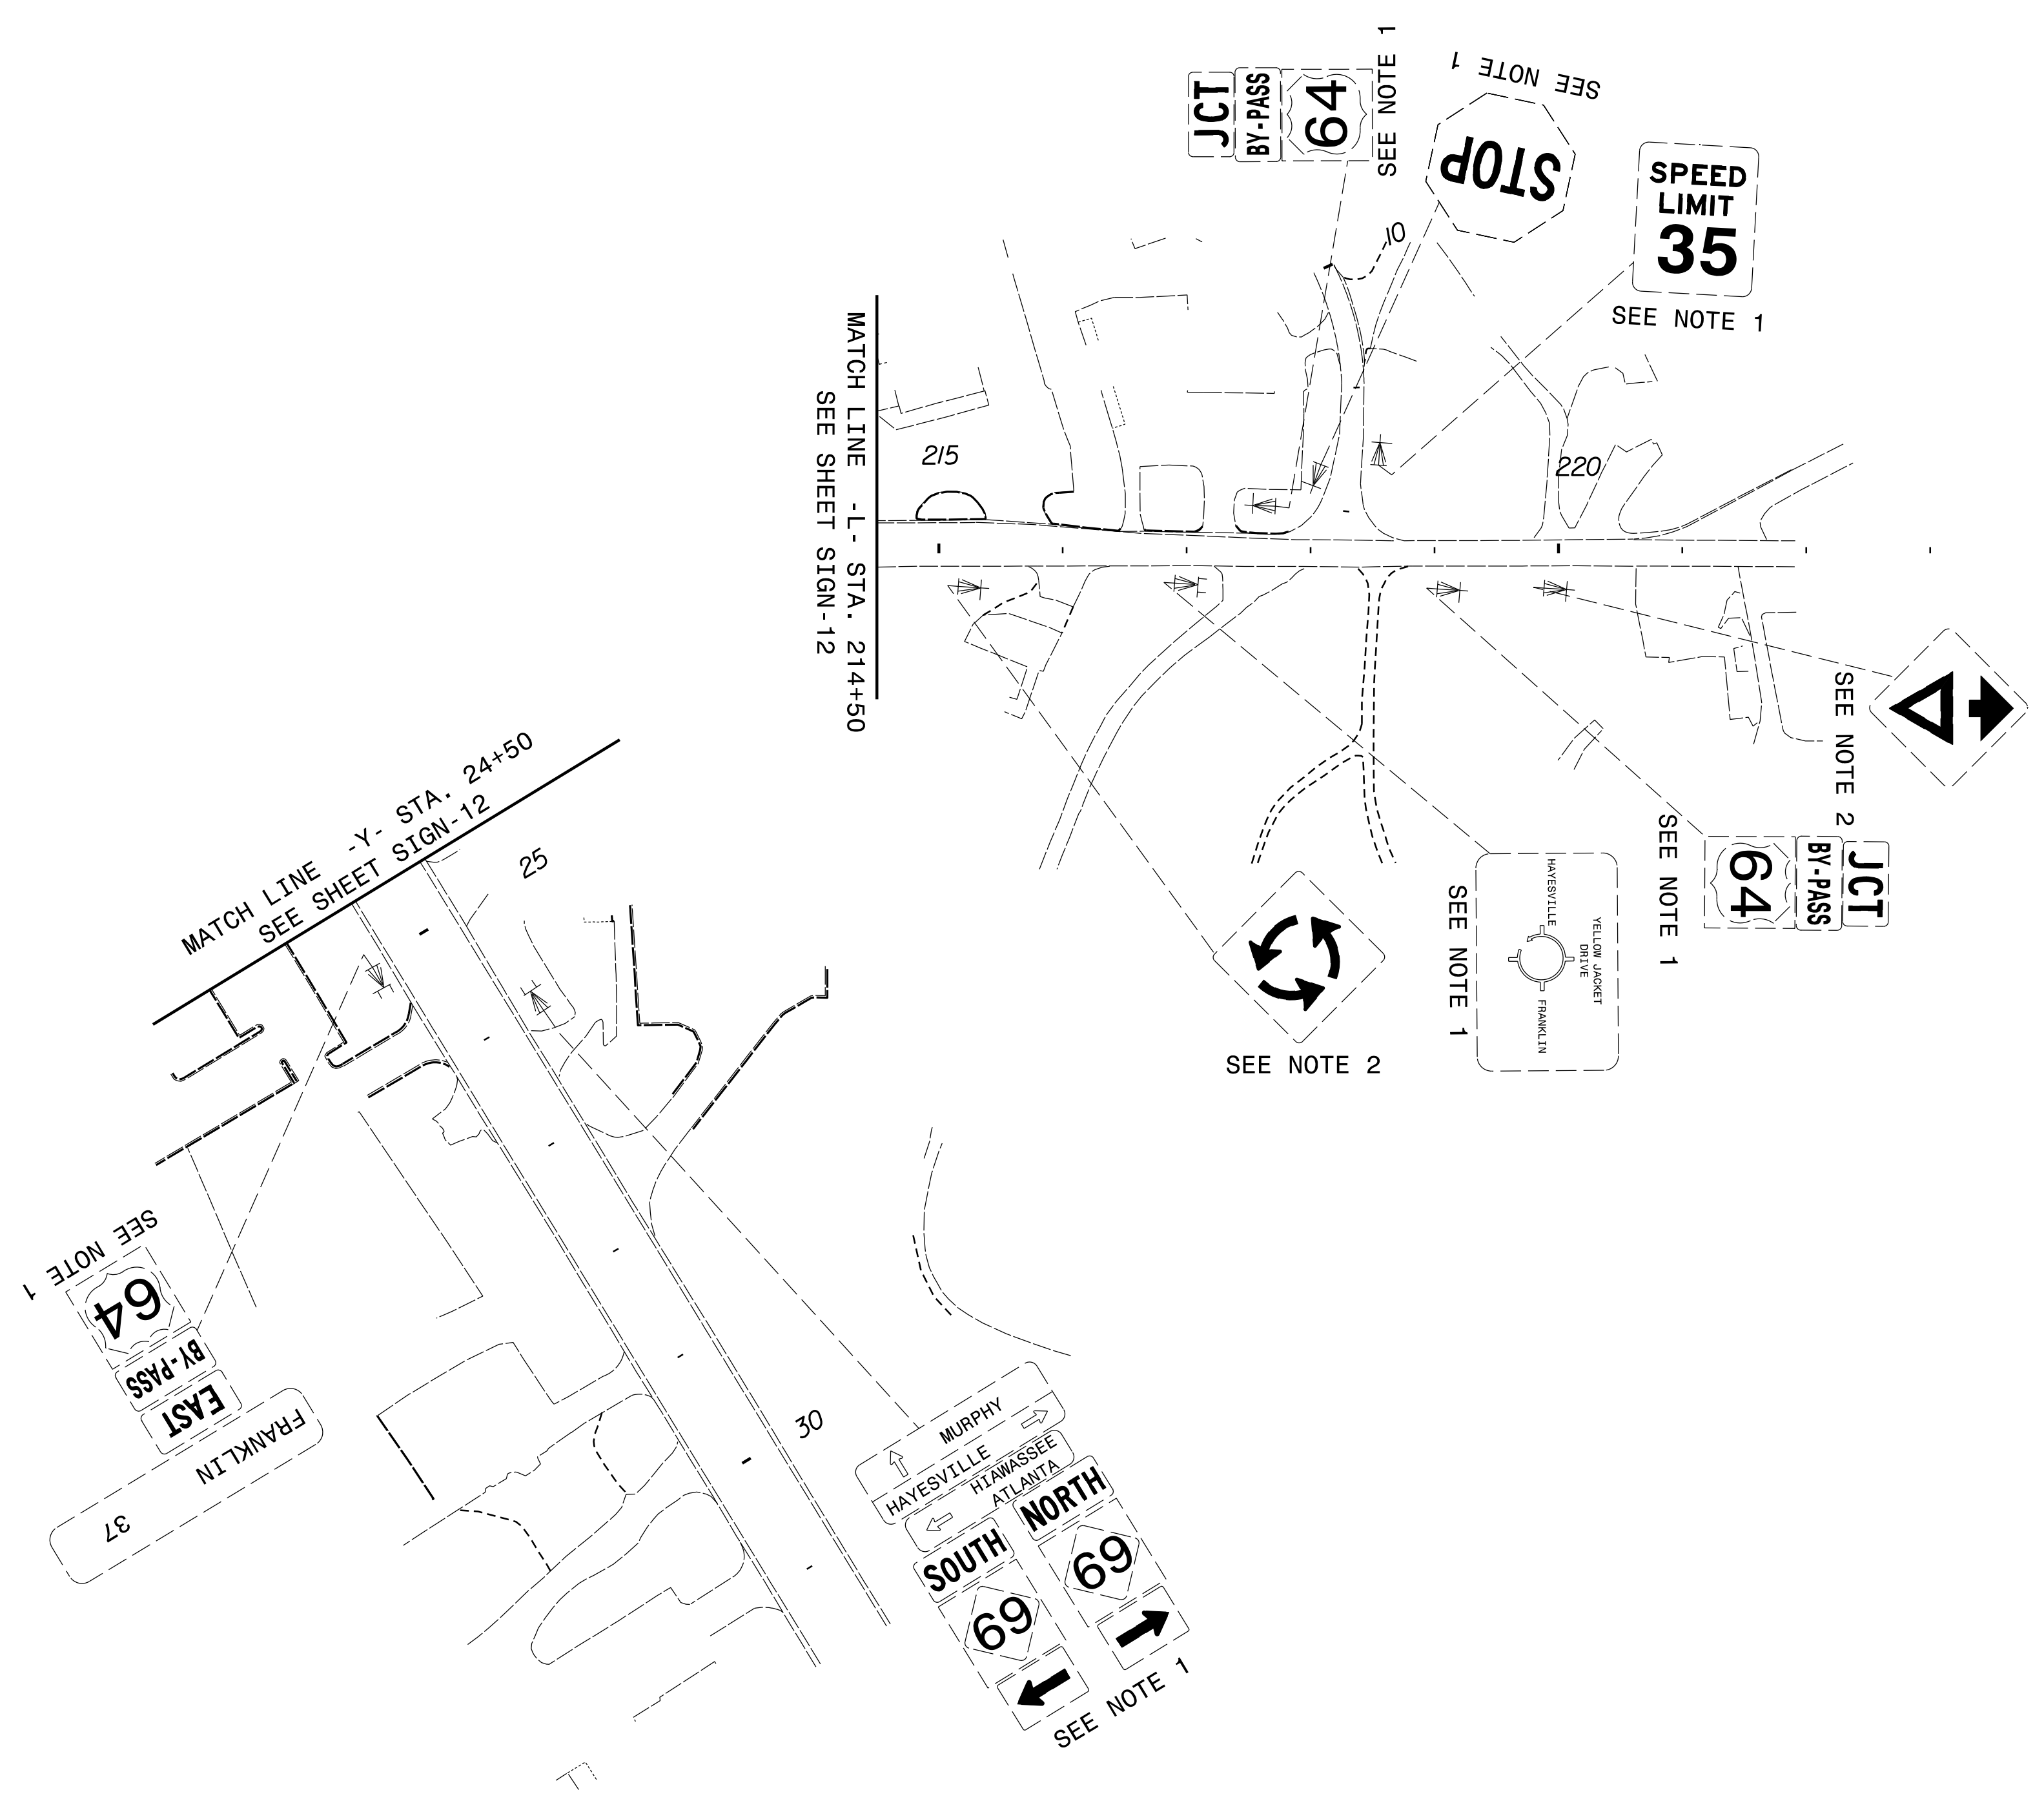 JCT
BY-PASS
64
SEE NOTE 1
SEE NOTE 1
STOP
SPEED
LIMIT
35
SEE NOTE 1
10
MATCH LINE -L- STA. 214+50
SEE SHEET SIGN-12
215
220
SEE NOTE 2
JCT
BY-PASS
64
SEE NOTE 1
HAYESVILLE
YELLOW JACKET
DRIVE
FRANKLIN
SEE NOTE 1
SEE NOTE 2
MATCH LINE -Y- STA. 24+50
SEE SHEET SIGN-12
25
30
SEE NOTE 1
64
BY-PASS
EAST
FRANKLIN
37
MURPHY
HAYESVILLE
HIAWASSEE
ATLANTA
NORTH
69
SOUTH
69
SEE NOTE 1